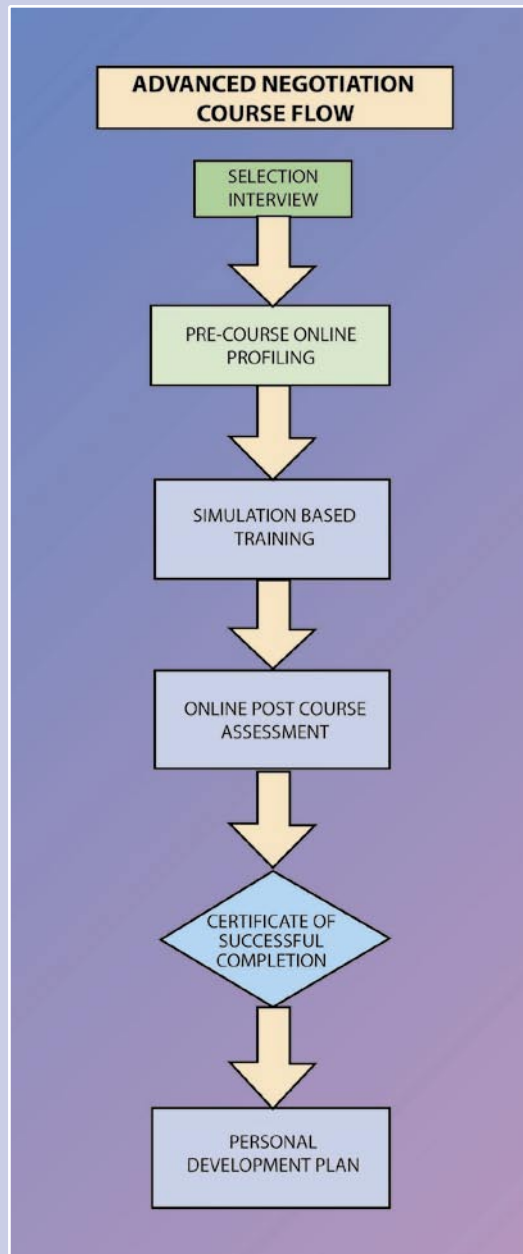 ADVANCED NEGOTIATION
COURSE FLOW
SELECTION
INTERVIEW
PRE-COURSE ONLINE
PROFILING
SIMULATION BASED
TRAINING
ONLINE POST COURSE
ASSESSMENT
CERTIFICATE OF
SUCCESSFUL
COMPLETION
PERSONAL
DEVELOPMENT PLAN